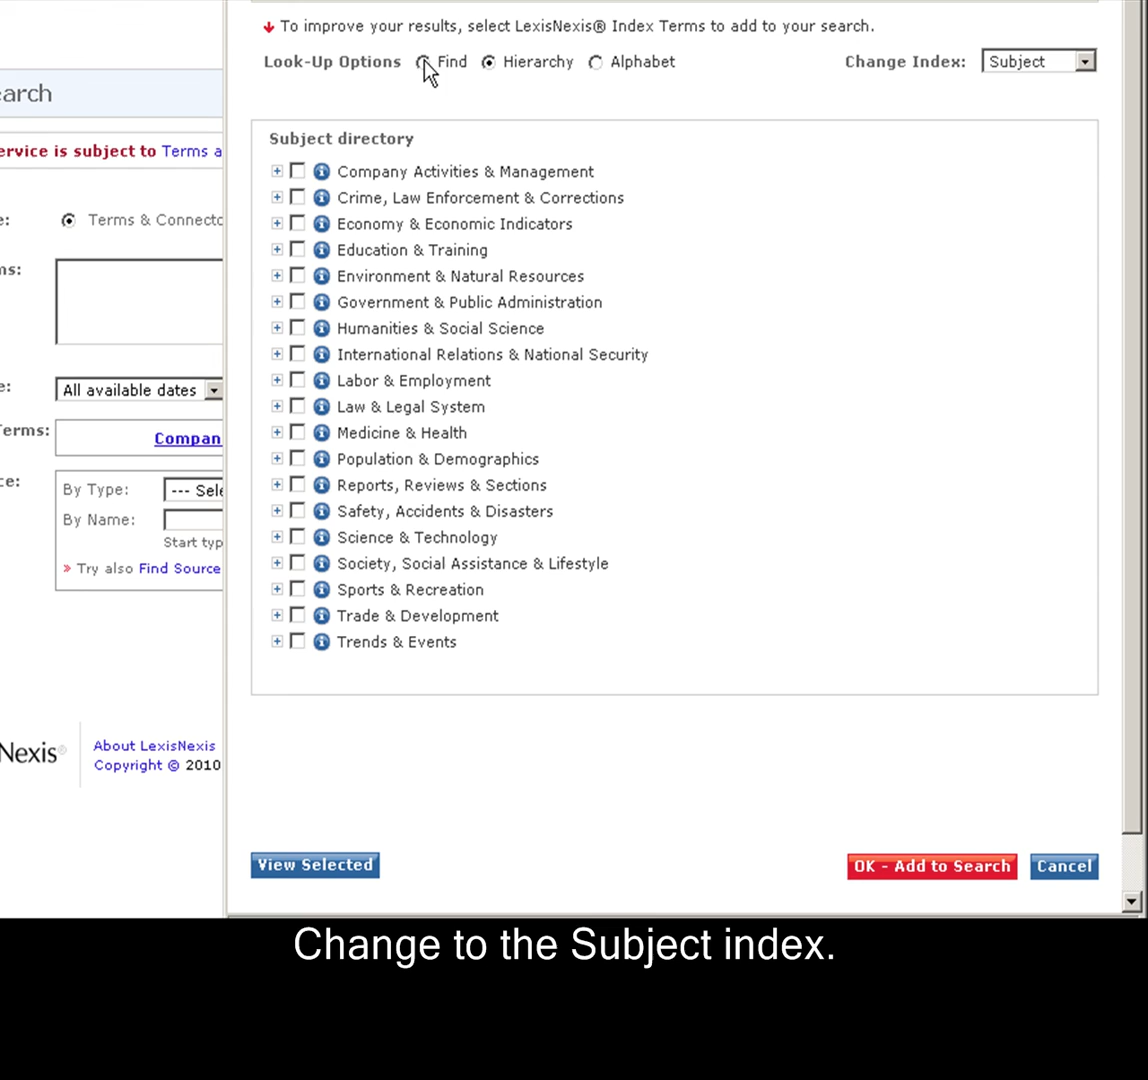 To improve your results, select LexisNexis® Index Terms to add to your search.
Look-Up Options Find Hierarchy Alphabet Change Index: Subject
earch
ervice is subject to Terms a
e: Terms & Connecto
ms:
e: All available dates
Terms: Compan
ce: By Type: --- Sele
By Name:
Start typ
» Try also Find Source
Nexis® About LexisNexis
Copyright © 2010
Subject directory
Company Activities & Management
Crime, Law Enforcement & Corrections
Economy & Economic Indicators
Education & Training
Environment & Natural Resources
Government & Public Administration
Humanities & Social Science
International Relations & National Security
Labor & Employment
Law & Legal System
Medicine & Health
Population & Demographics
Reports, Reviews & Sections
Safety, Accidents & Disasters
Science & Technology
Society, Social Assistance & Lifestyle
Sports & Recreation
Trade & Development
Trends & Events
View Selected OK - Add to Search Cancel
Change to the Subject index.